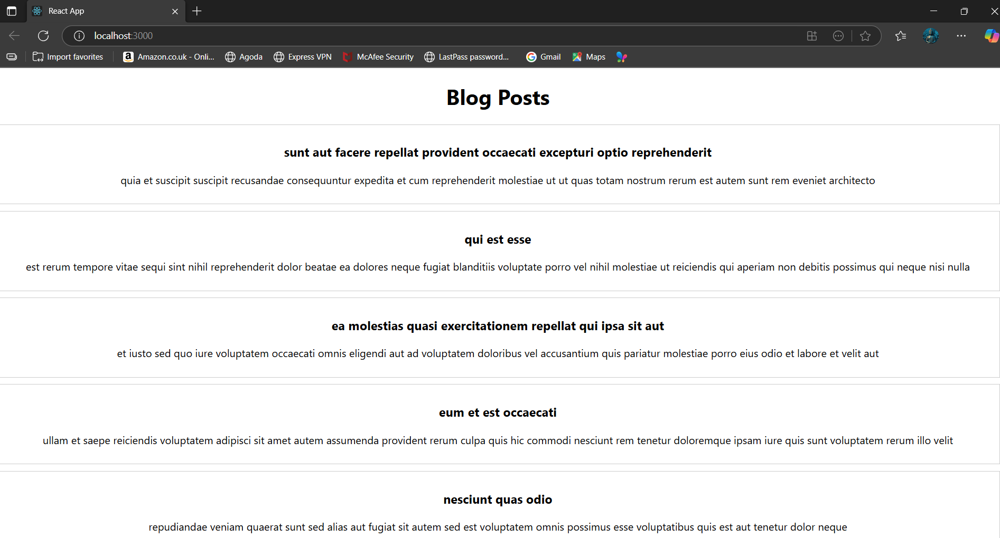 React App
localhost:3000
Import favorites Amazon.co.uk - Onli... Agoda Express VPN McAfee Security LastPass password... Gmail Maps
Blog Posts
sunt aut facere repellat provident occaecati excepturi optio reprehenderit
quia et suscipit suscipit recusandae consequuntur expedita et cum reprehenderit molestiae ut ut quas totam nostrum rerum est autem sunt rem eveniet architecto
qui est esse
est rerum tempore vitae sequi sint nihil reprehenderit dolor beatae ea dolores neque fugiat blanditiis voluptate porro vel nihil molestiae ut reiciendis qui aperiam non debitis possimus qui neque nisi nulla
ea molestias quasi exercitationem repellat qui ipsa sit aut
et iusto sed quo iure voluptatem occaecati omnis eligendi aut ad voluptatem doloribus vel accusantium quis pariatur molestiae porro eius odio et labore et velit aut
eum et est occaecati
ullam et saepe reiciendis voluptatem adipisci sit amet autem assumenda provident rerum culpa quis hic commodi nesciunt rem tenetur doloremque ipsam iure quis sunt voluptatem rerum illo velit
nesciunt quas odio
repudiandae veniam quaerat sunt sed alias aut fugiat sit autem sed est voluptatem omnis possimus esse voluptatibus quis est aut tenetur dolor neque